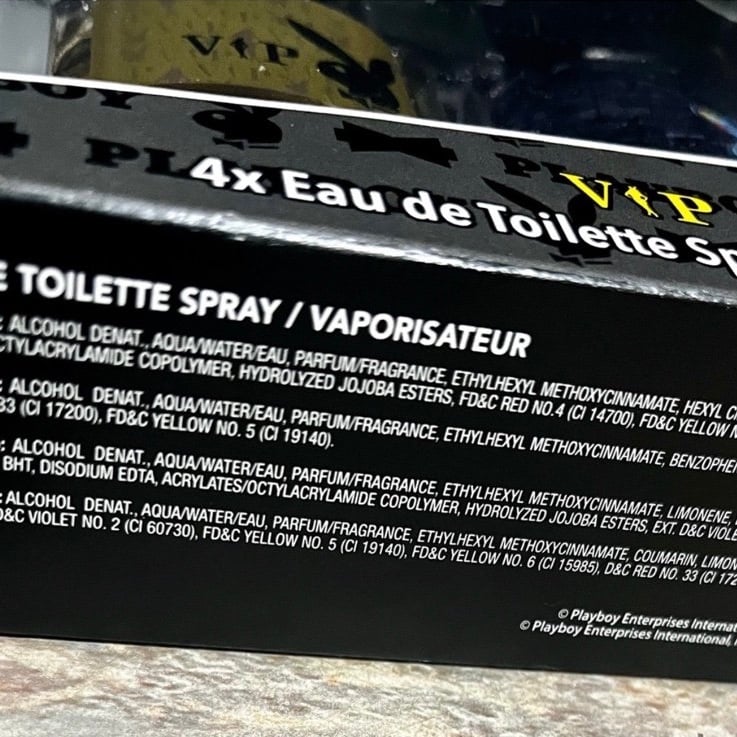 VIP
PL
VIP
4x Eau de Toilette Sp
E TOILETTE SPRAY / VAPORISATEUR
: ALCOHOL DENAT., AQUA/WATER/EAU, PARFUM/FRAGRANCE, ETHYLHEXYL METHOXYCINNAMATE, HEXYL C
CTYLACRYLAMIDE COPOLYMER, HYDROLYZED JOJOBA ESTERS, FD&C RED NO.4 (CI 14700), FD&C YELLOW N
: ALCOHOL DENAT., AQUA/WATER/EAU, PARFUM/FRAGRANCE, ETHYLHEXYL METHOXYCINNAMATE, BENZOPHE
33 (CI 17200), FD&C YELLOW NO. 5 (CI 19140).
: ALCOHOL DENAT., AQUA/WATER/EAU, PARFUM/FRAGRANCE, ETHYLHEXYL METHOXYCINNAMATE, LIMONENE,
BHT, DISODIUM EDTA, ACRYLATES/OCTYLACRYLAMIDE COPOLYMER, HYDROLYZED JOJOBA ESTERS, EXT. D&C VIOLE
: ALCOHOL DENAT., AQUA/WATER/EAU, PARFUM/FRAGRANCE, ETHYLHEXYL METHOXYCINNAMATE, COUMARIN, LIMON
D&C VIOLET NO. 2 (CI 60730), FD&C YELLOW NO. 5 (CI 19140), FD&C YELLOW NO. 6 (CI 15985), D&C RED NO. 33 (CI 172
© Playboy Enterprises Internat
© Playboy Enterprises International,